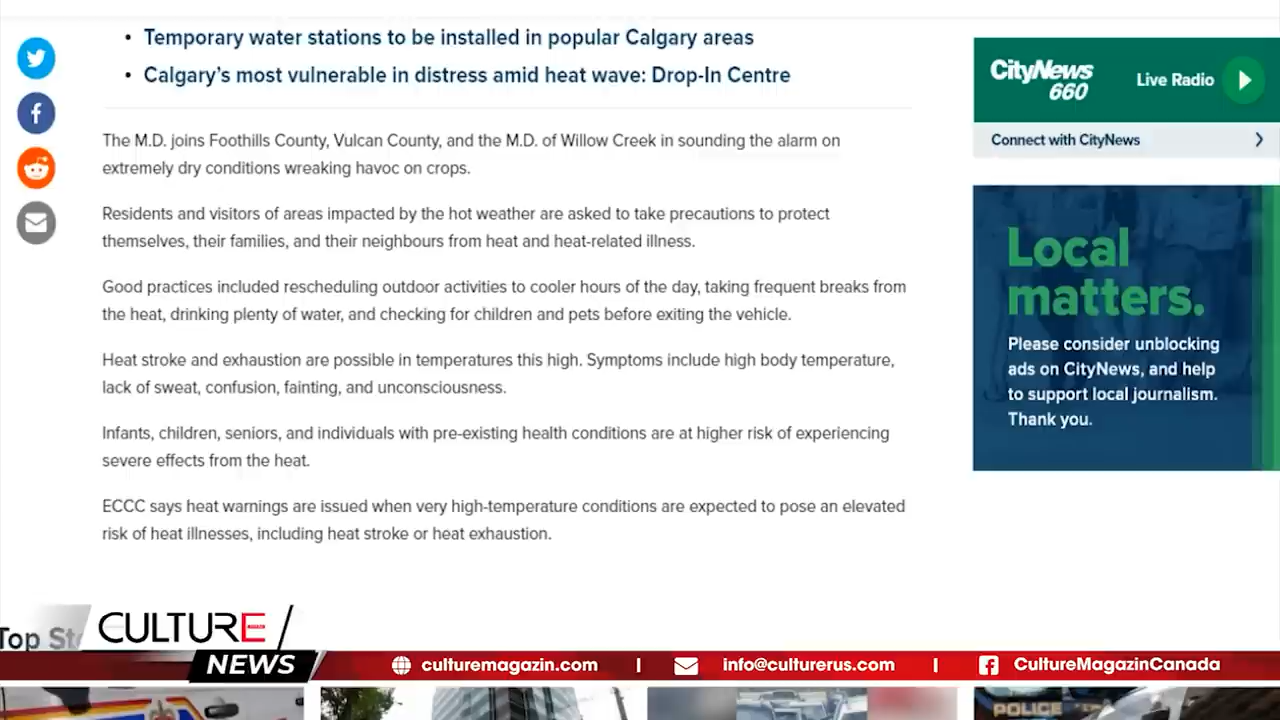 • Temporary water stations to be installed in popular Calgary areas
• Calgary's most vulnerable in distress amid heat wave: Drop-In Centre
The M.D. joins Foothills County, Vulcan County, and the M.D. of Willow Creek in sounding the alarm on
extremely dry conditions wreaking havoc on crops.
Residents and visitors of areas impacted by the hot weather are asked to take precautions to protect
themselves, their families, and their neighbours from heat and heat-related illness.
Good practices included rescheduling outdoor activities to cooler hours of the day, taking frequent breaks from
the heat, drinking plenty of water, and checking for children and pets before exiting the vehicle.
Heat stroke and exhaustion are possible in temperatures this high. Symptoms include high body temperature,
lack of sweat, confusion, fainting, and unconsciousness.
Infants, children, seniors, and individuals with pre-existing health conditions are at higher risk of experiencing
severe effects from the heat.
ECCC says heat warnings are issued when very high-temperature conditions are expected to pose an elevated
risk of heat illnesses, including heat stroke or heat exhaustion.
CityNews
660
Live Radio
Connect with CityNews
Local
matters.
Please consider unblocking
ads on CityNews, and help
to support local journalism.
Thank you.
Top
CULTURE
NEWS
culturemagazin.com | info@culturerus.com | CultureMagazinCanada
POLICE